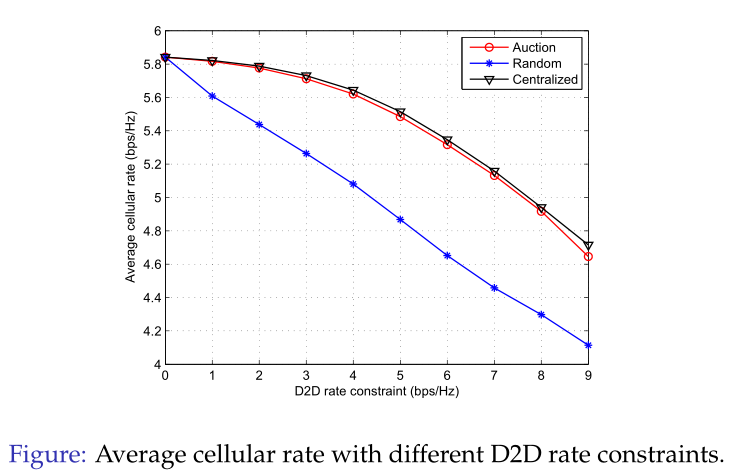 6
5.8
5.6
5.4
5.2
5
4.8
4.6
4.4
4.2
4
Average cellular rate (bps/Hz)
Auction
Random
Centralized
0 1 2 3 4 5 6 7 8 9
D2D rate constraint (bps/Hz)
Figure: Average cellular rate with different D2D rate constraints.